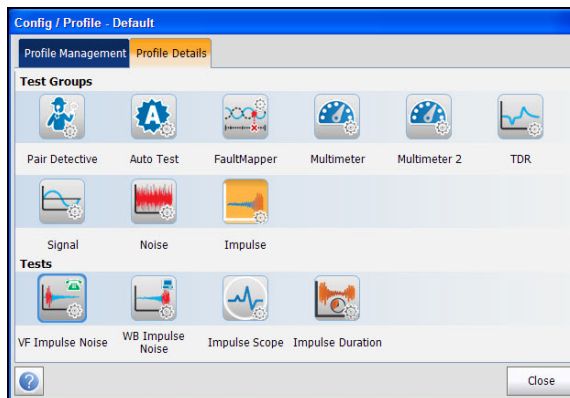 Config / Profile - Default
Profile Management Profile Details
Test Groups
A
Pair Detective Auto Test FaultMapper Multimeter Multimeter 2 TDR
Signal Noise Impulse
Tests
VF Impulse Noise WB Impulse Noise Impulse Scope Impulse Duration
? Close